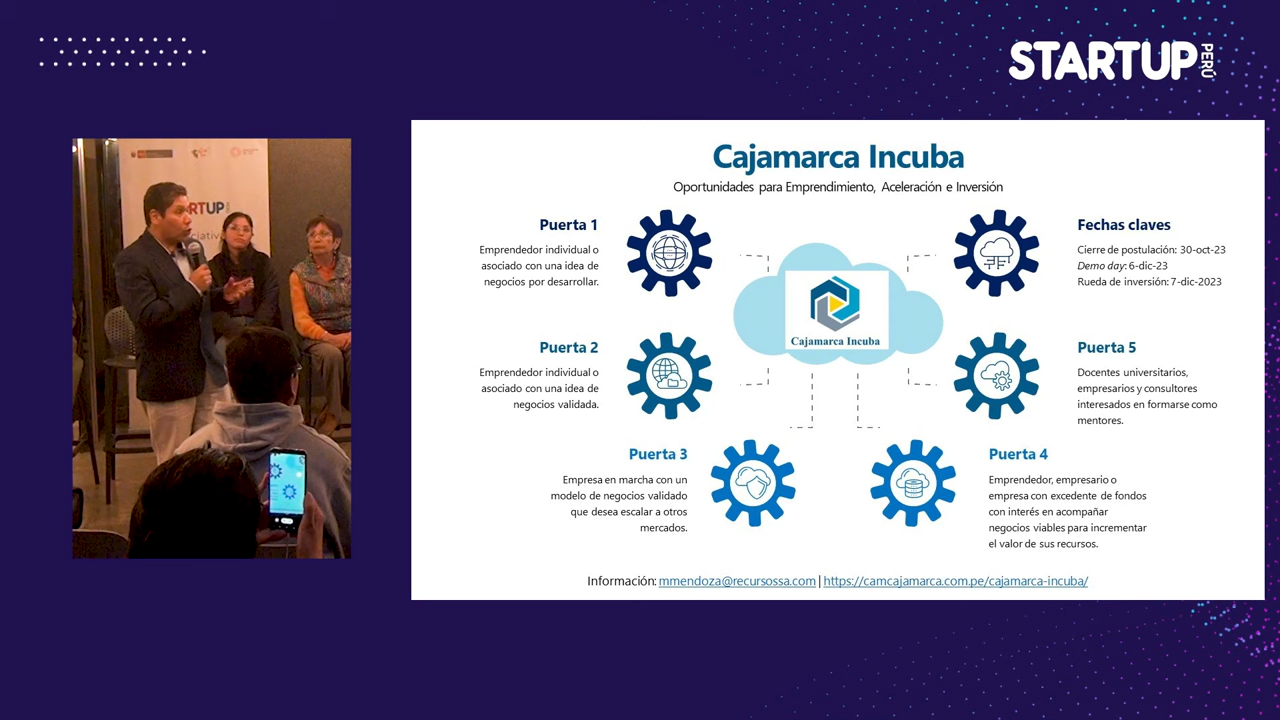 STARTUP PERÚ
RTUP
ciativa
Cajamarca Incuba
Oportunidades para Emprendimiento, Aceleración e Inversión
Puerta 1
Emprendedor individual o
asociado con una idea de
negocios por desarrollar.
Fechas claves
Cierre de postulación: 30-oct-23
Demo day: 6-dic-23
Rueda de inversión: 7-dic-2023
Cajamarca Incuba
Puerta 2
Emprendedor individual o
asociado con una idea de
negocios validada.
Puerta 5
Docentes universitarios,
empresarios y consultores
interesados en formarse como
mentores.
Puerta 3
Empresa en marcha con un
modelo de negocios validado
que desea escalar a otros
mercados.
Puerta 4
Emprendedor, empresario o
empresa con excedente de fondos
con interés en acompañar
negocios viables para incrementar
el valor de sus recursos.
Información: mmendoza@recursossa.com | https://camcajamarca.com.pe/cajamarca-incuba/